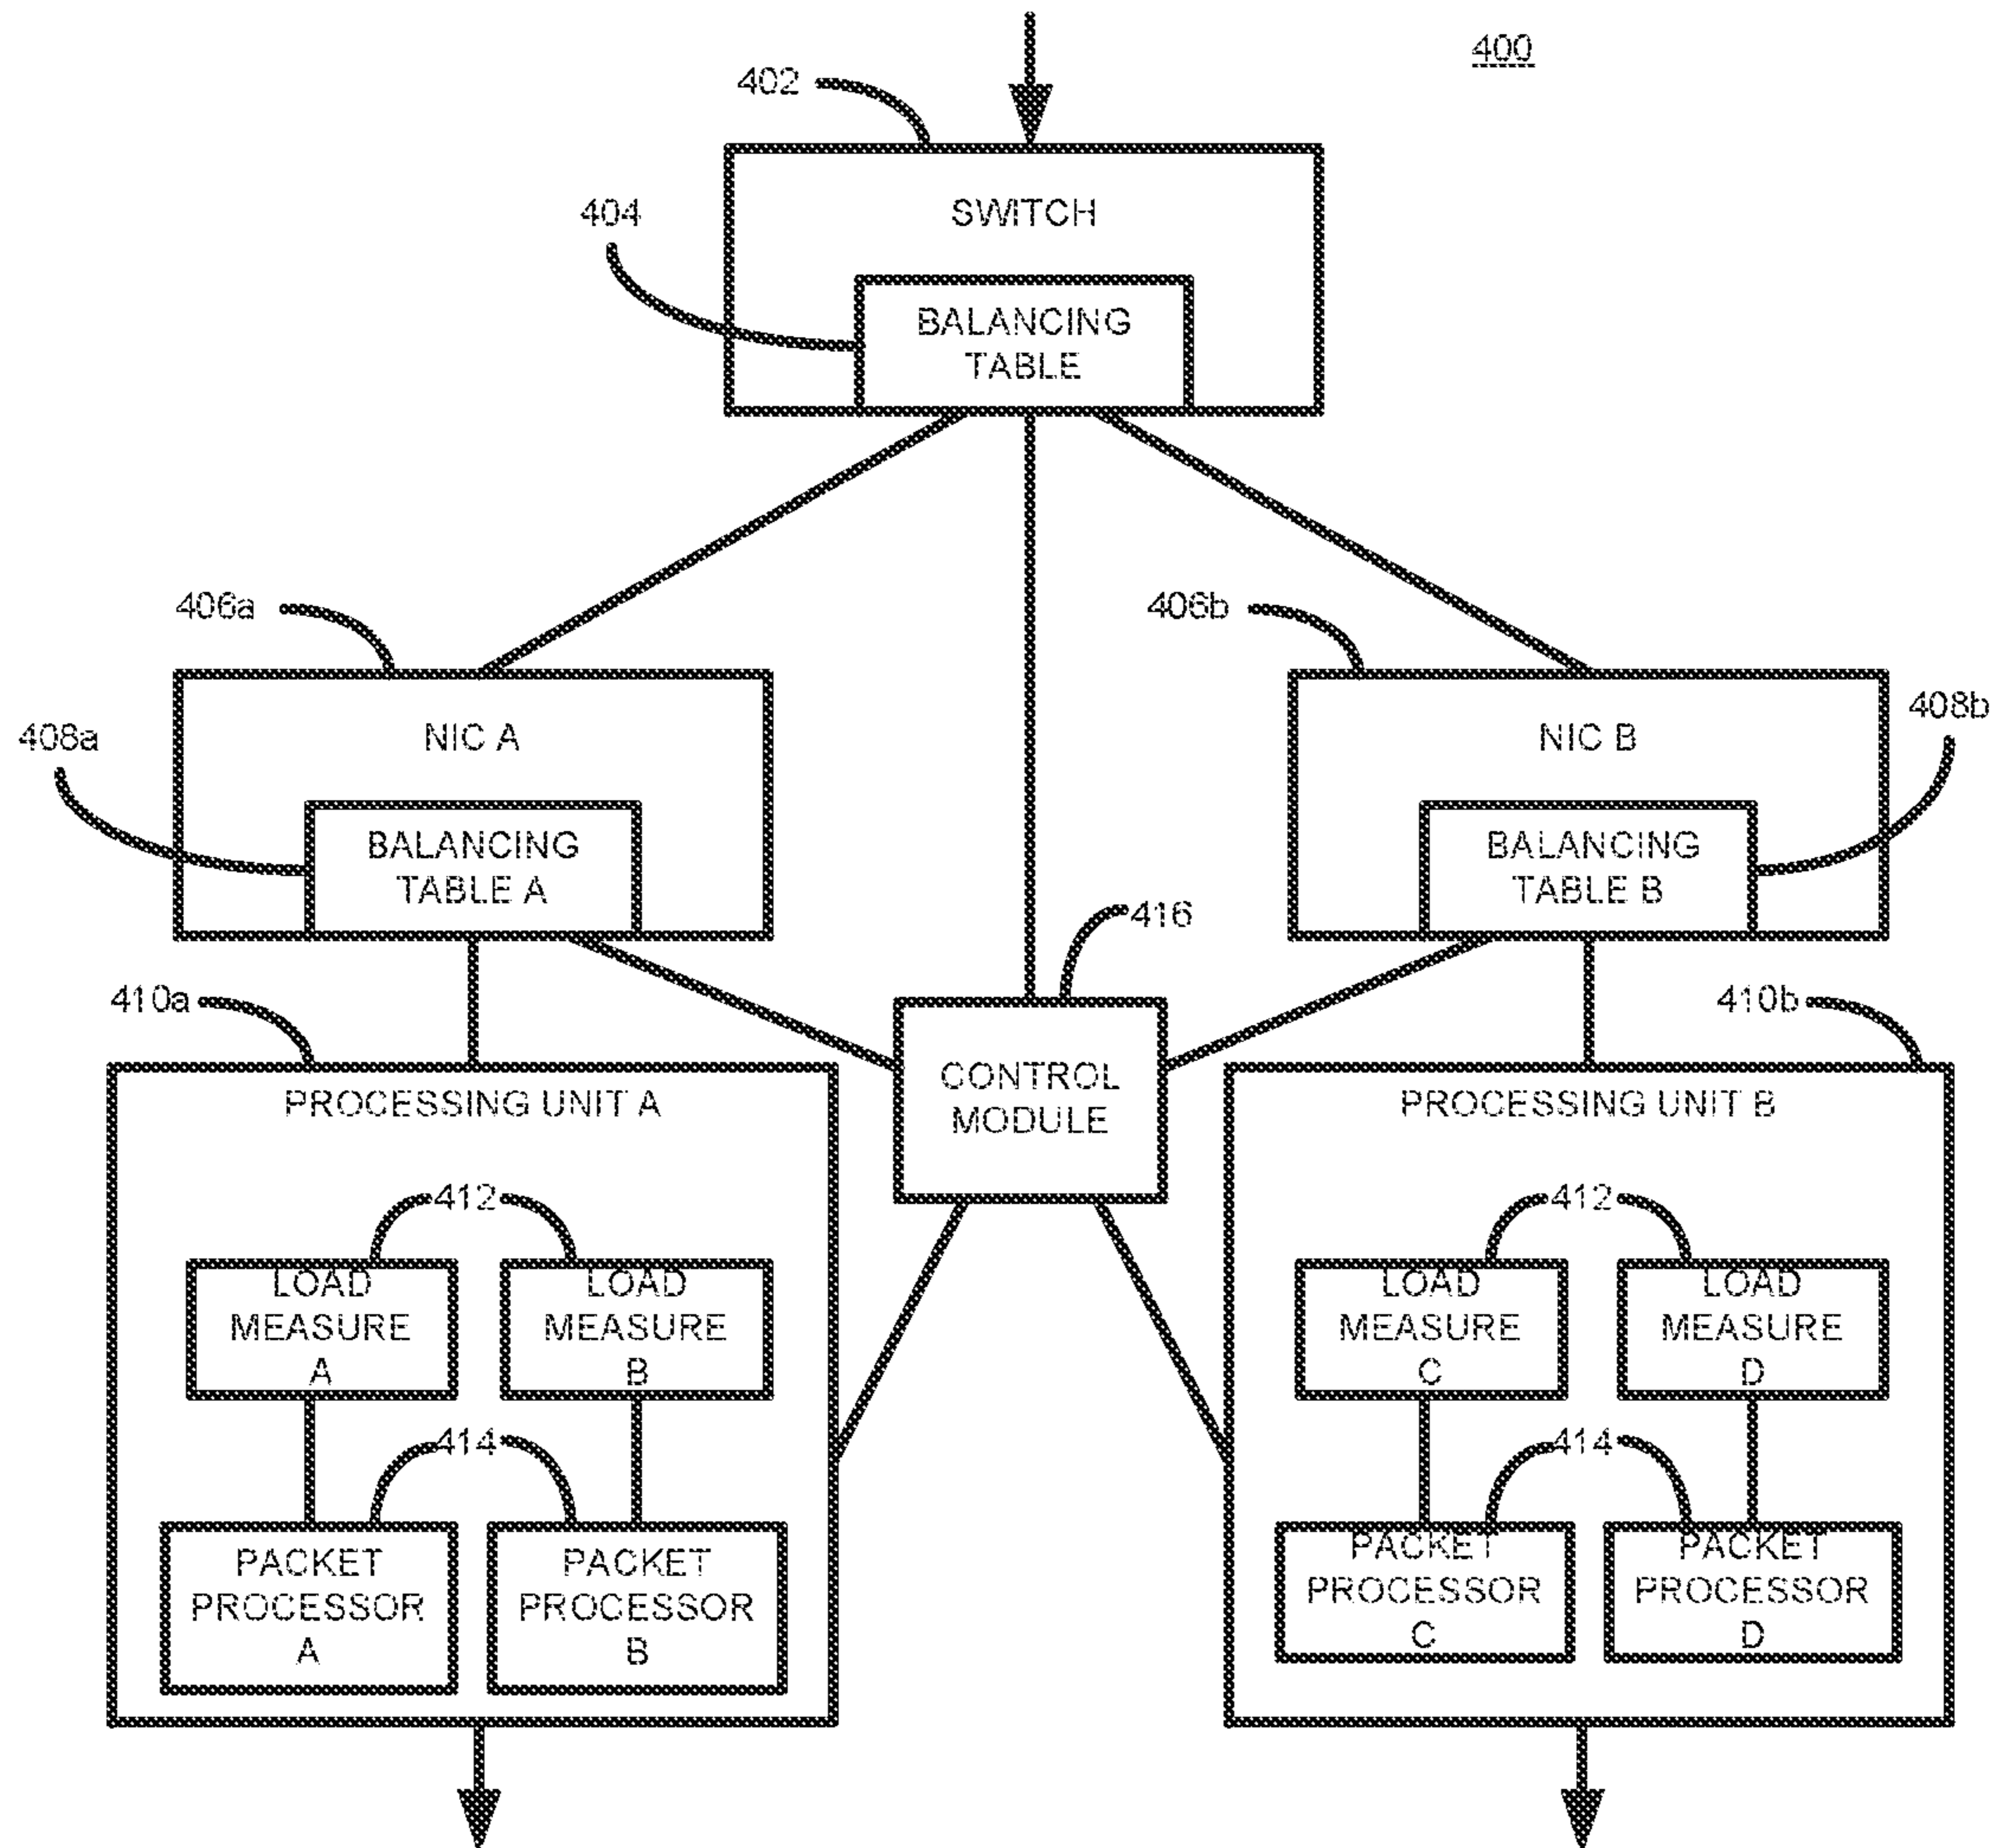 400
402
SWITCH
404
BALANCING
TABLE
406a
406b
NIC A
NIC B
408a
408b
BALANCING
TABLE A
BALANCING
TABLE B
416
410a
410b
CONTROL
MODULE
PROCESSING UNIT A
PROCESSING UNIT B
412
412
LOAD
MEASURE
A
LOAD
MEASURE
B
LOAD
MEASURE
C
LOAD
MEASURE
D
414
414
PACKET
PROCESSOR
A
PACKET
PROCESSOR
B
PACKET
PROCESSOR
C
PACKET
PROCESSOR
D